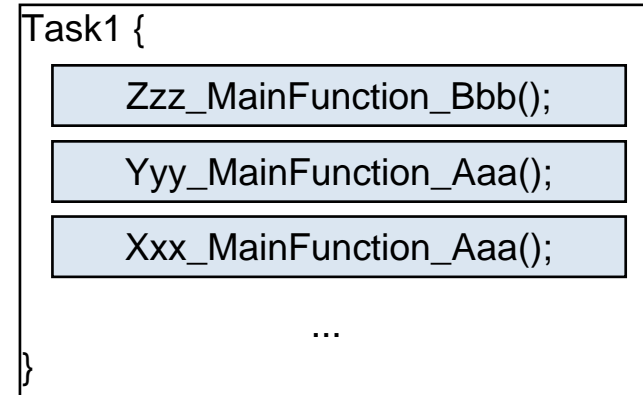 Task1 {
Zzz_MainFunction_Bbb();
Yyy_MainFunction_Aaa();
Xxx_MainFunction_Aaa();
...
}